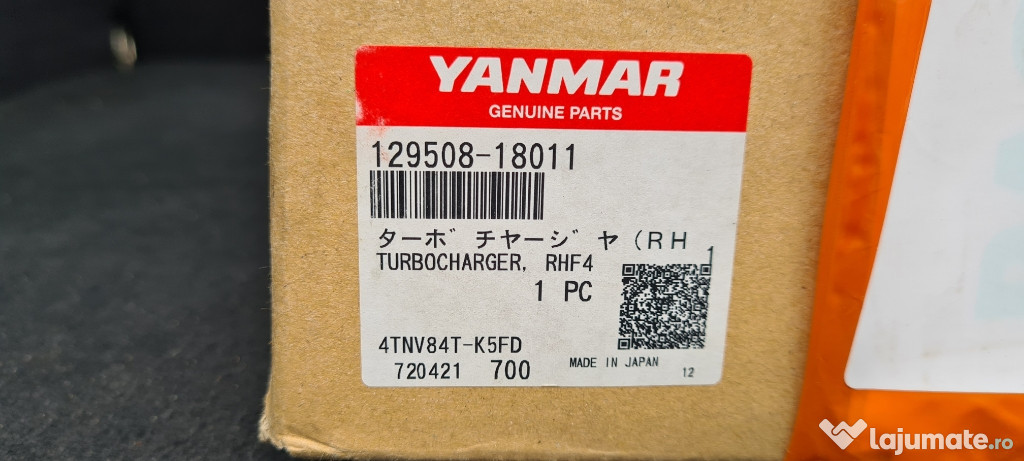 YANMAR
GENUINE PARTS
129508-18011
ターボ゛チヤージ゛ヤ(RH
1
TURBOCHARGER, RHF4
1 PC
4TNV84T-K5FD
720421 700
MADE IN JAPAN
12
lajumate.ro